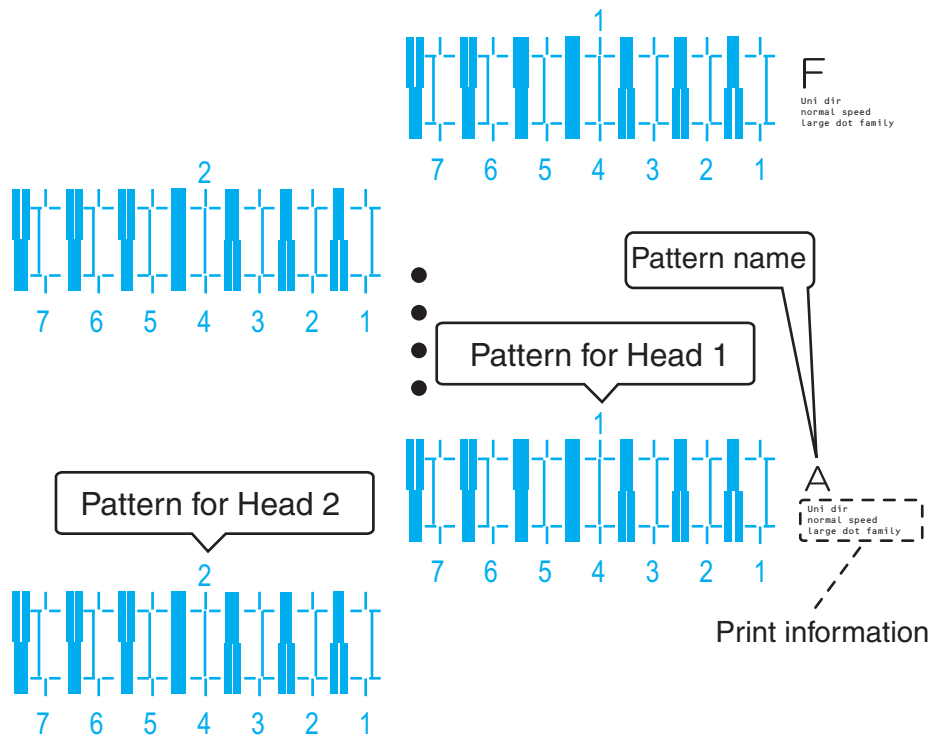 1
F
Uni dir
normal speed
large dot family
7 6 5 4 3 2 1
2
7 6 5 4 3 2 1
Pattern name
Pattern for Head 1
1
A
Uni dir
normal speed
large dot family
7 6 5 4 3 2 1
Pattern for Head 2
2
Print information
7 6 5 4 3 2 1